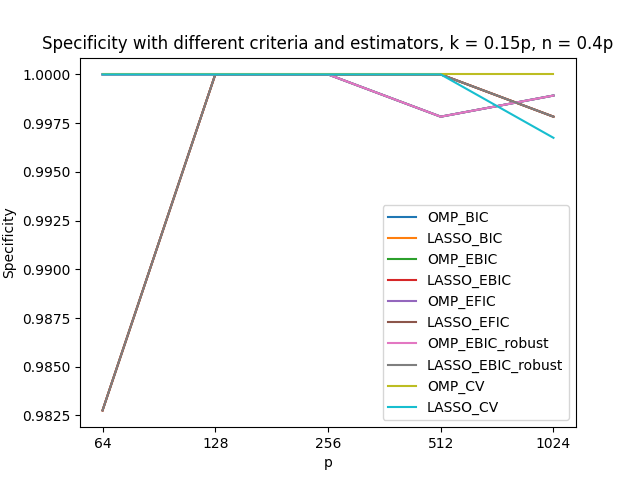 Specificity with different criteria and estimators, k = 0.15p, n = 0.4p
1.0000
0.9975
0.9950
0.9925
0.9900
0.9875
0.9850
0.9825
Specificity
64
128
256
512
1024
p
OMP_BIC
LASSO_BIC
OMP_EBIC
LASSO_EBIC
OMP_EFIC
LASSO_EFIC
OMP_EBIC_robust
LASSO_EBIC_robust
OMP_CV
LASSO_CV